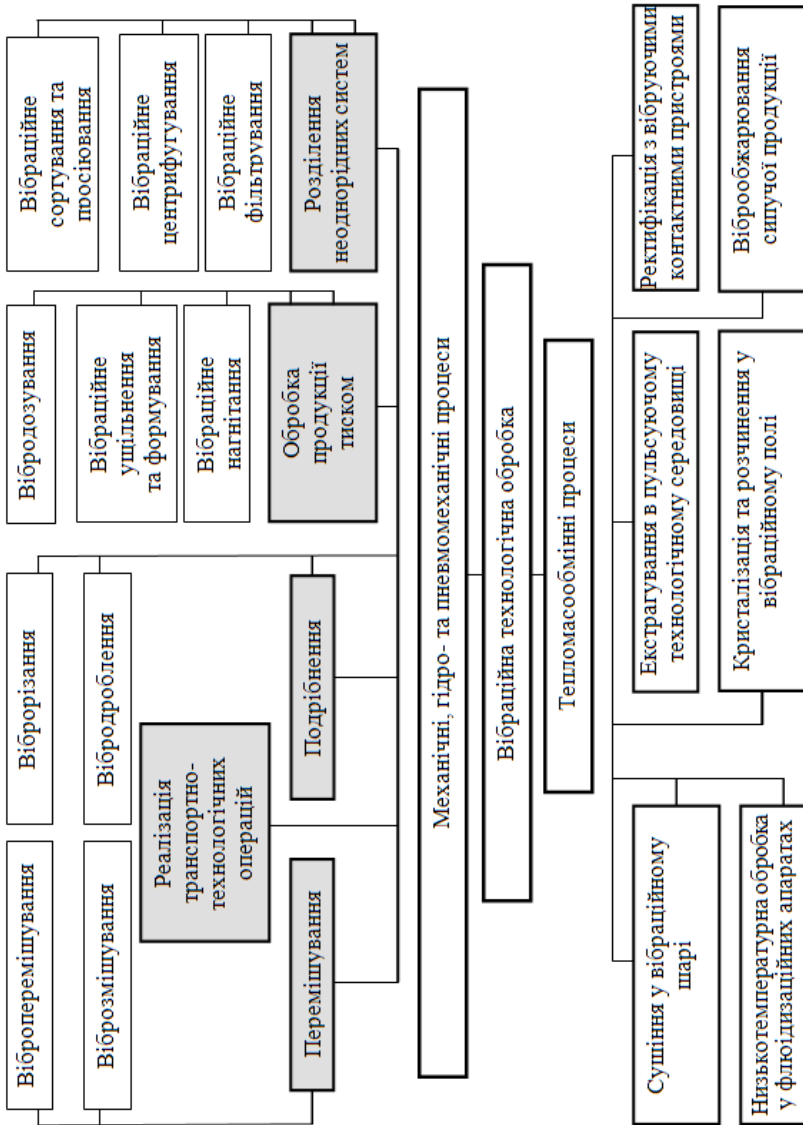 Вібропереміщування
Віброзмішування
Перемішування
Віброрізання
Вібродроблення
Реалізація
транспортно-
технологічних
операцій
Подрібнення
Вібродозування
Вібраційне
ущільнення
та формування
Вібраційне
нагнітання
Обробка
продукції
тиском
Вібраційне
сортування та
просіювання
Вібраційне
центрифугування
Вібраційне
фільтрування
Розділення
неоднорідних систем
Механічні, гідро- та пневмомеханічні процеси
Вібраційна технологічна обробка
Тепломасообмінні процеси
Сушіння у вібраційному
шарі
Низькотемпературна обробка
у флюїдизаційних апаратах
Екстрагування в пульсуючому
технологічному середовищі
Кристалізація та розчинення у
вібраційному полі
Ректифікація з вібруючими
контактними пристроями
Віброобжарювання
сипучої продукції